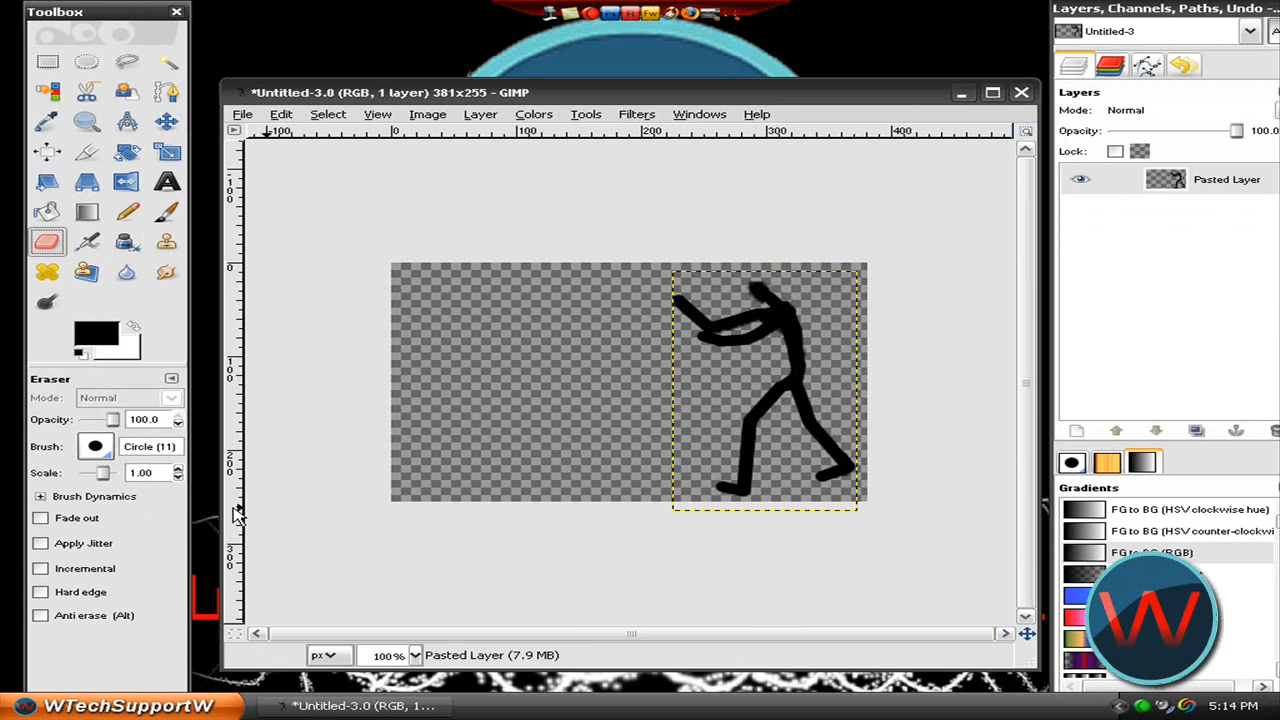 Toolbox
Layers, Channels, Paths, Undo - ...
Untitled-3
*Untitled-3.0 (RGB, 1 layer) 381x255 - GIMP
File Edit Select View Image Layer Colors Tools Filters Windows Help
Layers
Mode: Normal
Opacity: 100.0
Lock:
Pasted Layer
-100 0 100 200 300 400
-100
0
100
200
300
Eraser
Mode: Normal
Opacity: 100.0
Brush: Circle (11)
Scale: 1.00
Brush Dynamics
Fade out
Apply Jitter
Incremental
Hard edge
Anti erase (Alt)
Gradients
FG to BG (HSV clockwise hue)
FG to BG (HSV counter-clockwi
FG to BG (RGB)
W
px 100% Pasted Layer (7.9 MB)
WTechSupportW
*Untitled-3.0 (RGB, 1...
5:14 PM